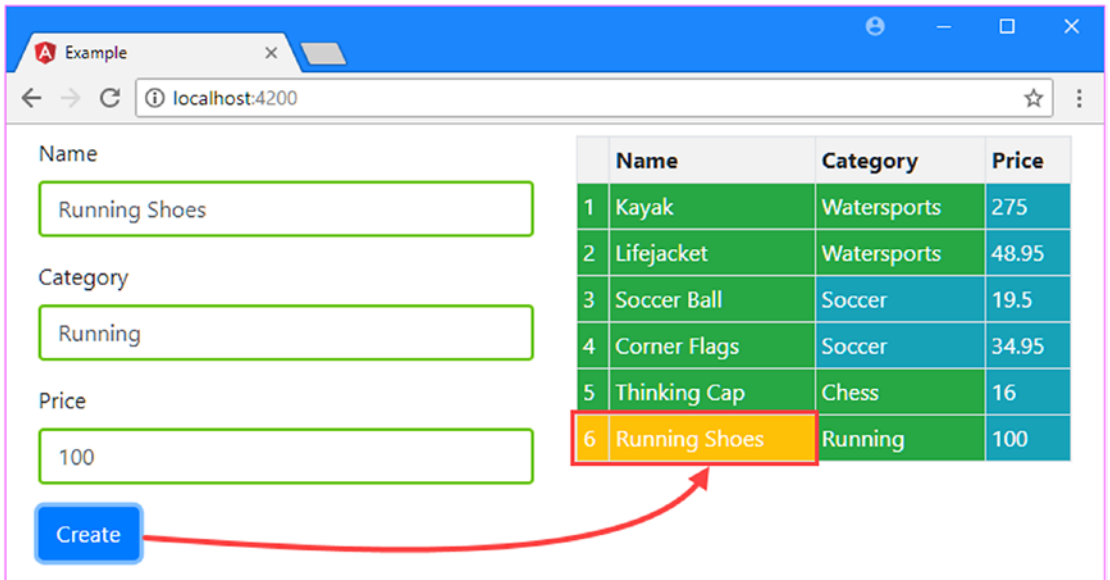 Example
localhost:4200
Name
Running Shoes
Category
Running
Price
100
Create
Name Category Price
1 Kayak Watersports 275
2 Lifejacket Watersports 48.95
3 Soccer Ball Soccer 19.5
4 Corner Flags Soccer 34.95
5 Thinking Cap Chess 16
6 Running Shoes Running 100